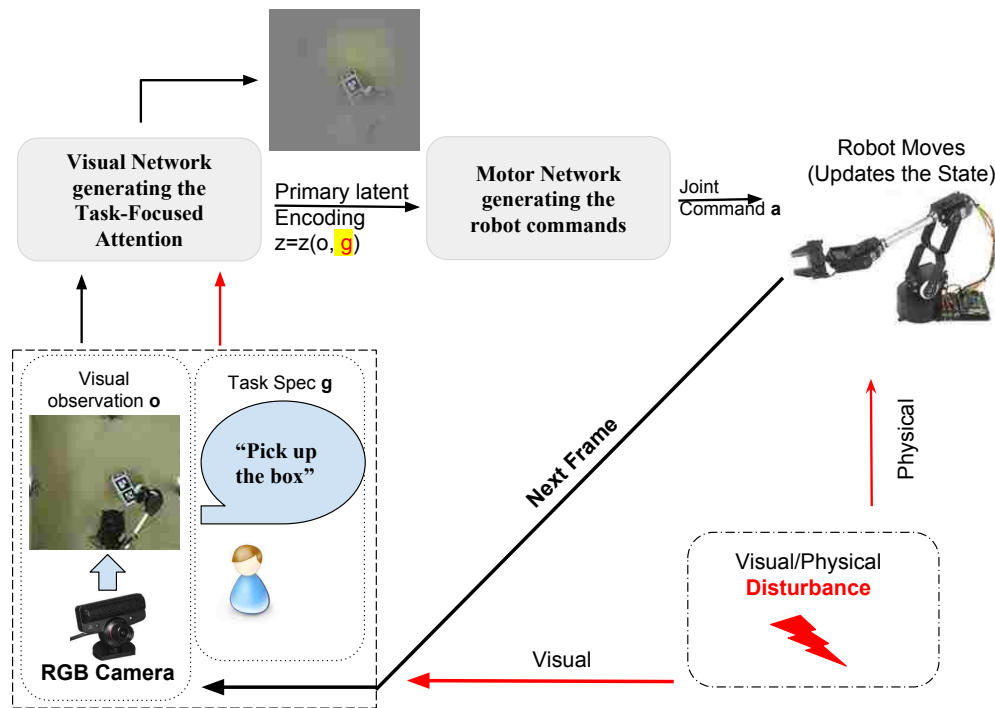 Visual Network
generating the
Task-Focused
Attention
Primary latent
Encoding
z=z(o, g)
Motor Network
generating the
robot commands
Joint
Command a
Robot Moves
(Updates the State)
Visual
observation o
Task Spec g
“Pick up
the box”
RGB Camera
Next Frame
Physical
Visual/Physical
Disturbance
Visual